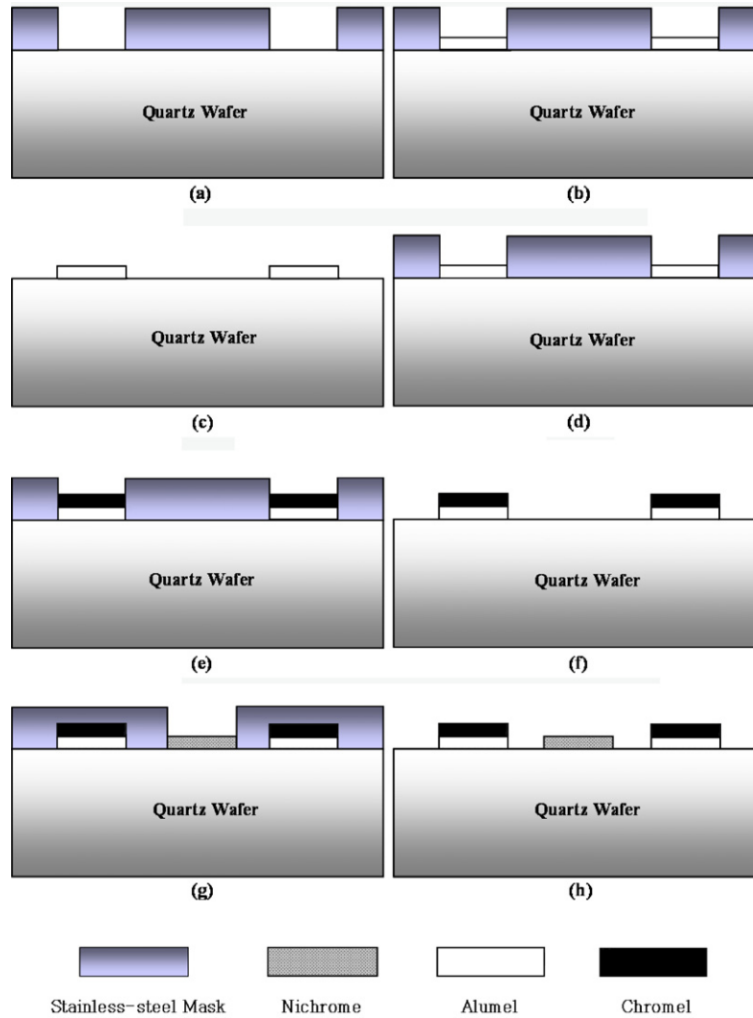 Quartz Wafer
Quartz Wafer
(a)
(b)
Quartz Wafer
Quartz Wafer
(c)
(d)
Quartz Wafer
Quartz Wafer
(e)
(f)
Quartz Wafer
Quartz Wafer
(g)
(h)
Stainless-steel Mask
Nichrome
Alumel
Chromel